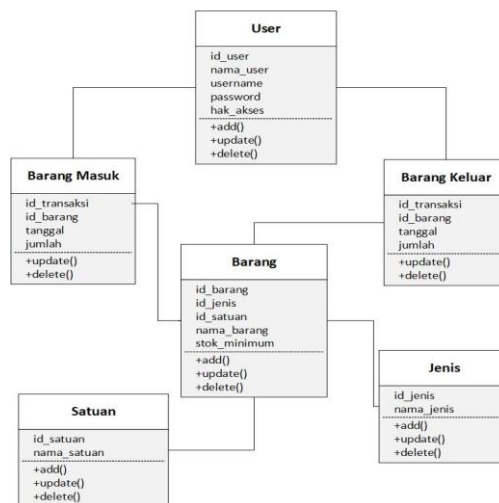 User
id_user
nama_user
username
password
hak_akses
+add()
+update()
+delete()
Barang Masuk
id_transaksi
id_barang
tanggal
jumlah
+update()
+delete()
Barang Keluar
id_transaksi
id_barang
tanggal
jumlah
+update()
+delete()
Barang
id_barang
id_jenis
id_satuan
nama_barang
stok_minimum
+add()
+update()
+delete()
Jenis
id_jenis
nama_jenis
+add()
+update()
+delete()
Satuan
id_satuan
nama_satuan
+add()
+update()
+delete()